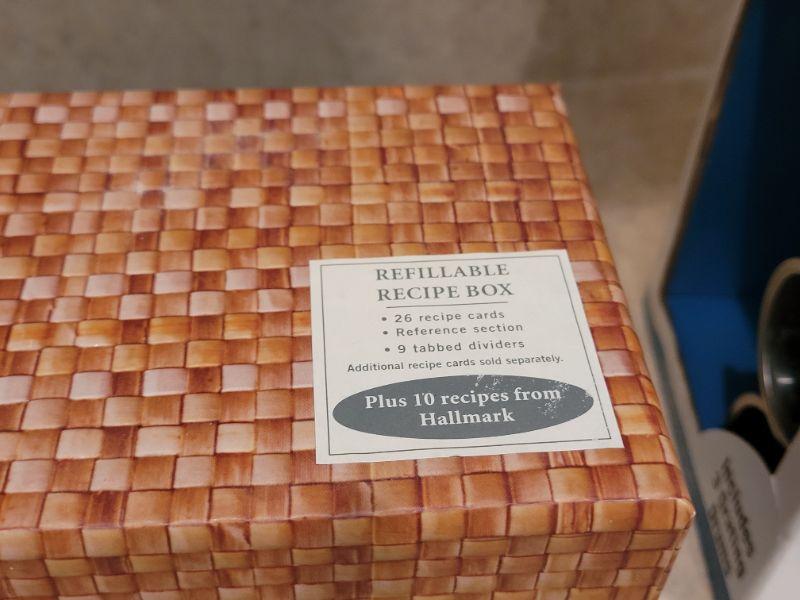 REFILLABLE
RECIPE BOX
• 26 recipe cards
• Reference section
• 9 tabbed dividers
Additional recipe cards sold separately.
Plus 10 recipes from
Hallmark
Includes